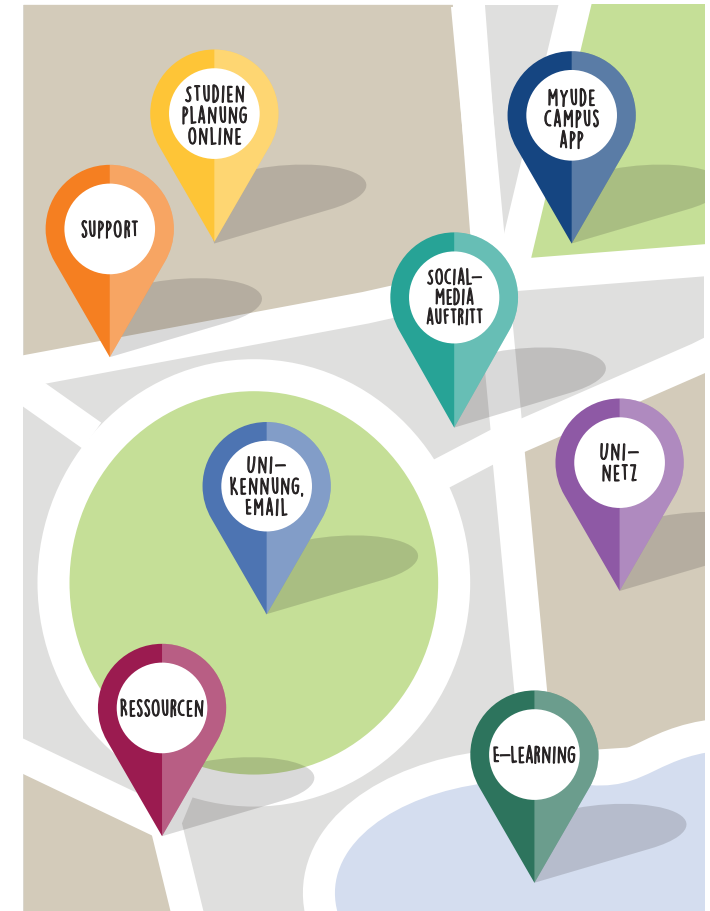 STUDIEN
PLANUNG
ONLINE
MYUDE
CAMPUS
APP
SUPPORT
SOCIAL–
MEDIA
AUFTRITT
UNI–
KENNUNG,
EMAIL
UNI–
NETZ
RESSOURCEN
E–LEARNING